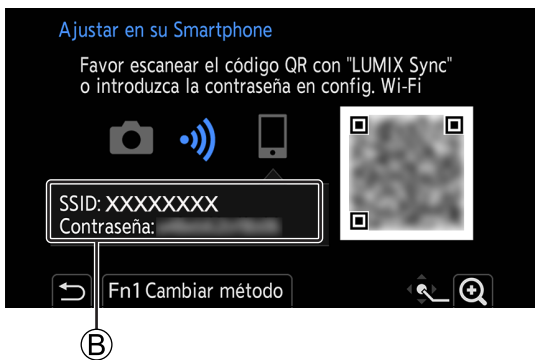 Ajustar en su Smartphone
Favor escanear el código QR con "LUMIX Sync"
o introduzca la contraseña en config. Wi-Fi
SSID: XXXXXXXX
Contraseña:
Fn1 Cambiar método
B